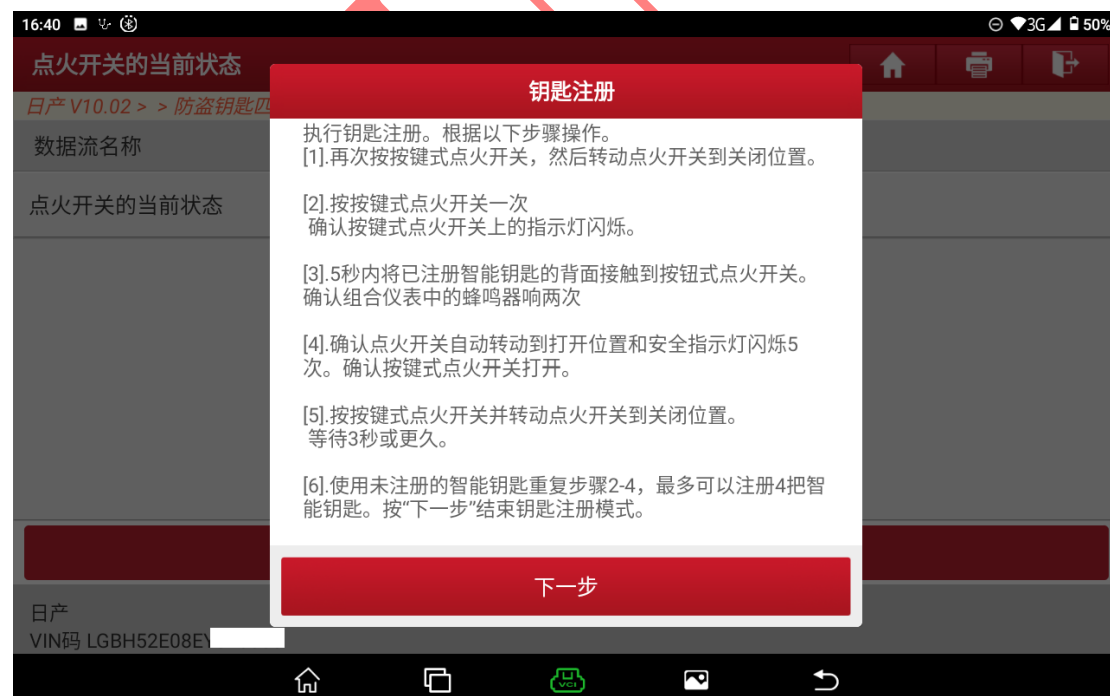 16:40
3G 50%
点火开关的当前状态
日产 V10.02 > > 防盗钥匙匹
数据流名称
点火开关的当前状态
钥匙注册
执行钥匙注册。根据以下步骤操作。
[1].再次按按键式点火开关，然后转动点火开关到关闭位置。
[2].按按键式点火开关一次
确认按键式点火开关上的指示灯闪烁。
[3].5秒内将已注册智能钥匙的背面接触到按钮式点火开关。
确认组合仪表中的蜂鸣器响两次
[4].确认点火开关自动转动到打开位置和安全指示灯闪烁5
次。确认按键式点火开关打开。
[5].按按键式点火开关并转动点火开关到关闭位置。
等待3秒或更久。
[6].使用未注册的智能钥匙重复步骤2-4，最多可以注册4把智
能钥匙。按“下一步”结束钥匙注册模式。
下一步
日产
VIN码 LGBH52E08EY
VCI